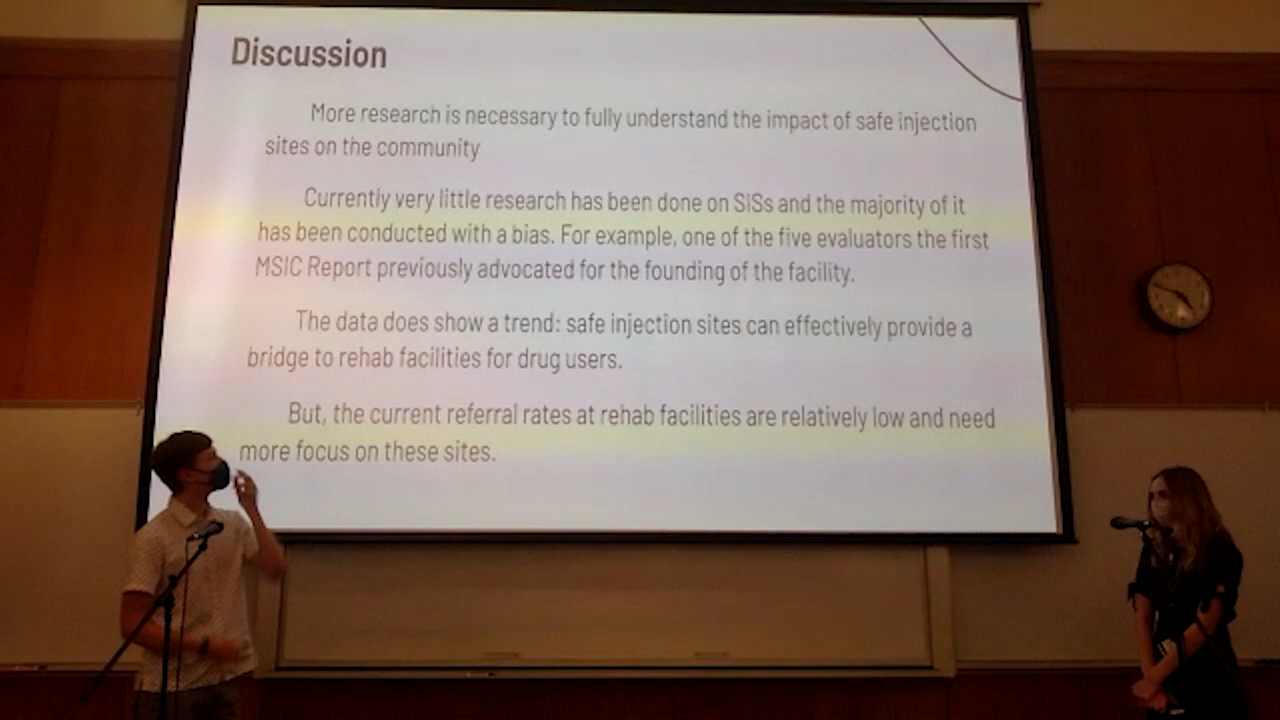 Discussion
More research is necessary to fully understand the impact of safe injection
sites on the community
Currently very little research has been done on SISs and the majority of it
has been conducted with a bias. For example, one of the five evaluators the first
MSIC Report previously advocated for the founding of the facility.
The data does show a trend: safe injection sites can effectively provide a
bridge to rehab facilities for drug users.
But, the current referral rates at rehab facilities are relatively low and need
more focus on these sites.